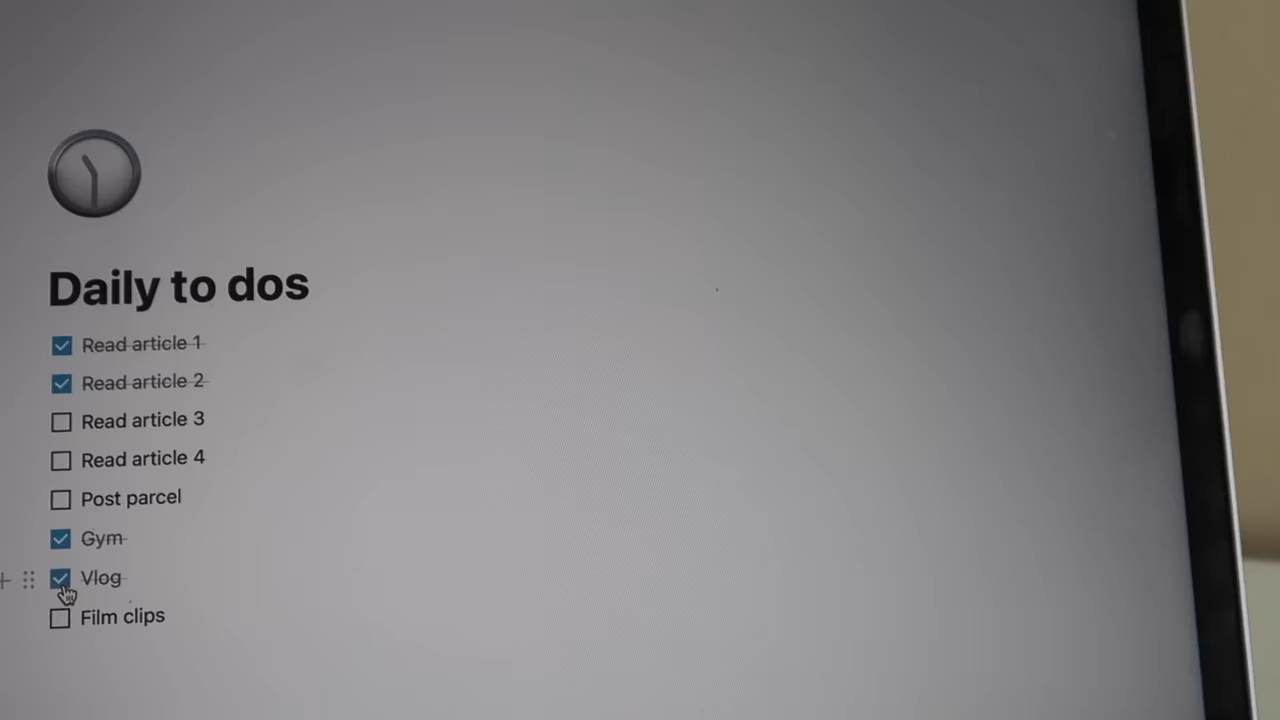 Daily to dos
Read article 1
Read article 2
Read article 3
Read article 4
Post parcel
Gym
Vlog
Film clips